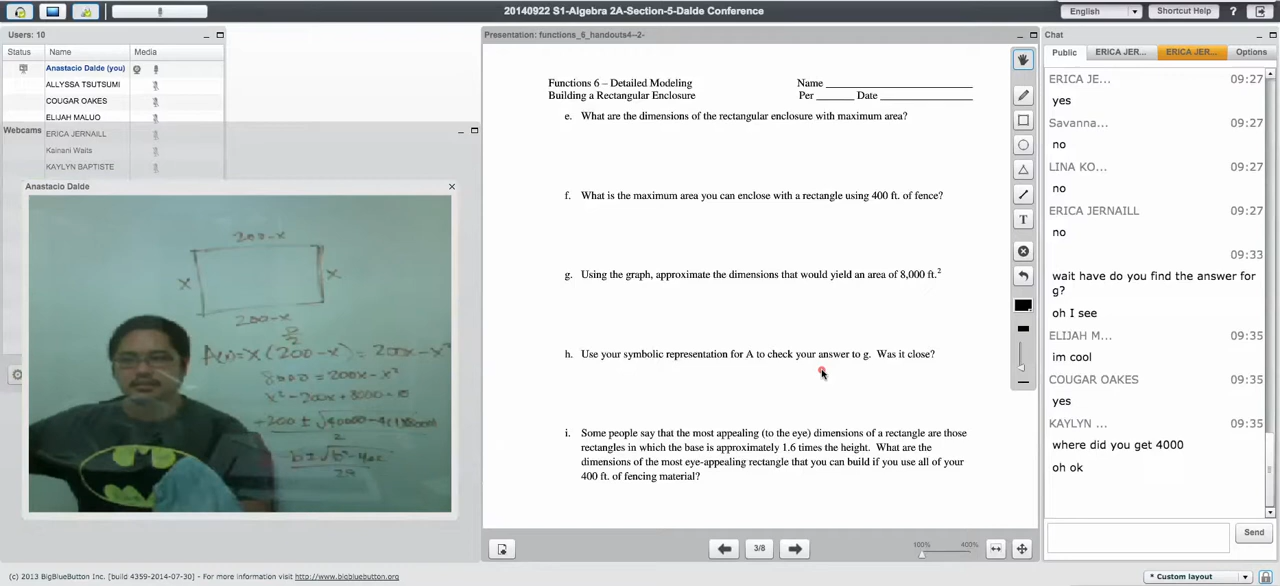 20140922 S1-Algebra 2A-Section-5-Dalde Conference
English
Shortcut Help
?
Users: 10
Status Name Media
Anastacio Dalde (you)
ALLYSSA TSUTSUMI
COUGAR OAKES
ELIJAH MALUO
ERICA JERNAILL
Kainani Waits
KAYLYN BAPTISTE
Webcams
Anastacio Dalde
200-x
x
x
200-x
A(x)=x(200-x) = 200x-x²
8000 = 200x-x²
x²-200x+8000=0
2
Presentation: functions_6_handouts4--2-
Functions 6 – Detailed Modeling
Name
Building a Rectangular Enclosure
Per Date
e. What are the dimensions of the rectangular enclosure with maximum area?
f. What is the maximum area you can enclose with a rectangle using 400 ft. of fence?
g. Using the graph, approximate the dimensions that would yield an area of 8,000 ft.²
h. Use your symbolic representation for A to check your answer to g. Was it close?
i. Some people say that the most appealing (to the eye) dimensions of a rectangle are those
rectangles in which the base is approximately 1.6 times the height. What are the
dimensions of the most eye-appealing rectangle that you can build if you use all of your
400 ft. of fencing material?
T
3/8
100% 400%
Chat
Public ERICA JER... ERICA JER... Options
ERICA JE... 09:27
yes
Savanna... 09:27
no
LINA KO... 09:27
no
ERICA JERNAILL 09:27
no
09:33
wait have do you find the answer for
g?
oh I see
ELIJAH M... 09:35
im cool
COUGAR OAKES 09:35
yes
KAYLYN ... 09:35
where did you get 4000
oh ok
Send
(c) 2013 BigBlueButton Inc. [build 4359-2014-07-30] - For more information visit http://www.bigbluebutton.org
* Custom layout